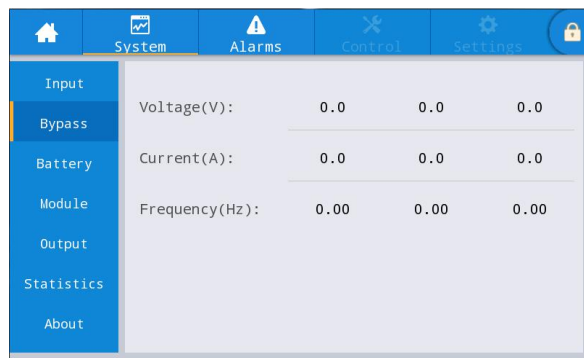 System Alarms Control Settings
Input
Bypass
Battery
Module
Output
Statistics
About
Voltage(V): 0.0 0.0 0.0
Current(A): 0.0 0.0 0.0
Frequency(Hz): 0.00 0.00 0.00